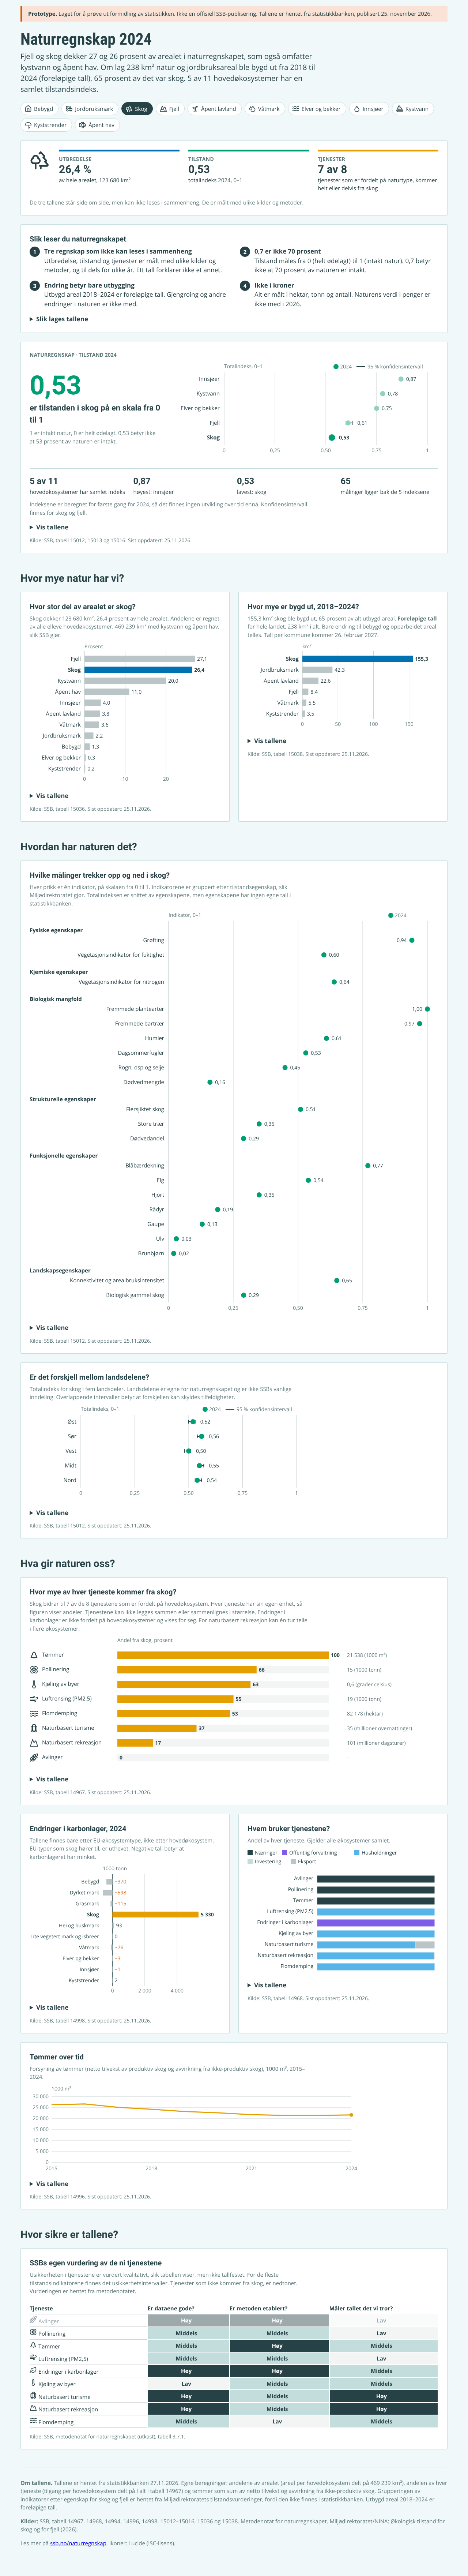 Prototype. Laget for å prøve ut formidling av statistikken. Ikke en offisiell SSB-publisering. Tallene er hentet fra statistikkbanken, publisert 25. november 2026.
Naturregnskap 2024
Fjell og skog dekker 27 og 26 prosent av arealet i naturregnskapet, som også omfatter
kystvann og åpent hav. Om lag 238 km² natur og jordbruksareal ble bygd ut fra 2018 til
2024 (foreløpige tall), 65 prosent av det var skog. 5 av 11 hovedøkosystemer har en
samlet tilstandsindeks.
Bebygd
Jordbruksmark
Skog
Fjell
Åpent lavland
Våtmark
Elver og bekker
Innsjøer
Kystvann
Kyststrender
Åpent hav
UTBREDELSE
26,4 %
av hele arealet, 123 680 km²
TILSTAND
0,53
totalindeks 2024, 0–1
TJENESTER
7 av 8
tjenester som er fordelt på naturtype, kommer
helt eller delvis fra skog
De tre tallene står side om side, men kan ikke leses i sammenheng. De er målt med ulike kilder og metoder.
Slik leser du naturregnskapet
1 Tre regnskap som ikke kan leses i sammenheng
Utbredelse, tilstand og tjenester er målt med ulike kilder og
metoder, og til dels for ulike år. Ett tall forklarer ikke et annet.
2 0,7 er ikke 70 prosent
Tilstand måles fra 0 (helt ødelagt) til 1 (intakt natur). 0,7 betyr
ikke at 70 prosent av naturen er intakt.
3 Endring betyr bare utbygging
Utbygd areal 2018–2024 er foreløpige tall. Gjengroing og andre
endringer i naturen er ikke med.
4 Ikke i kroner
Alt er målt i hektar, tonn og antall. Naturens verdi i penger er
ikke med i 2026.
▶ Slik lages tallene
NATURREGNSKAP · TILSTAND 2024
0,53
er tilstanden i skog på en skala fra 0
til 1
1 er intakt natur, 0 er helt ødelagt. 0,53 betyr ikke
at 53 prosent av naturen er intakt.
Totalindeks, 0–1
2024
95 % konfidensintervall
Innsjøer 0,87
Kystvann 0,78
Elver og bekker 0,75
Fjell 0,61
Skog 0,53
0 0,25 0,50 0,75 1
5 av 11
hovedøkosystemer har samlet indeks
0,87
høyest: innsjøer
0,53
lavest: skog
65
målinger ligger bak de 5 indeksene
Indeksene er beregnet for første gang for 2024, så det finnes ingen utvikling over tid ennå. Konfidensintervall
finnes for skog og fjell.
▶ Vis tallene
Kilde: SSB, tabell 15012, 15013 og 15016. Sist oppdatert: 25.11.2026.
Hvor mye natur har vi?
Hvor stor del av arealet er skog?
Skog dekker 123 680 km², 26,4 prosent av hele arealet. Andelene er regnet
av alle elleve hovedøkosystemer, 469 239 km² med kystvann og åpent hav,
slik SSB gjør.
Prosent
Fjell 27,1
Skog 26,4
Kystvann 20,0
Åpent hav 11,0
Innsjøer 4,0
Åpent lavland 3,8
Våtmark 3,6
Jordbruksmark 2,2
Bebygd 1,3
Elver og bekker 0,3
Kyststrender 0,2
0 10 20
▶ Vis tallene
Kilde: SSB, tabell 15036. Sist oppdatert: 25.11.2026.
Hvor mye er bygd ut, 2018–2024?
155,3 km² skog ble bygd ut, 65 prosent av alt utbygd areal. Foreløpige tall
for hele landet, 238 km² i alt. Bare endring til bebygd og opparbeidet areal
telles. Tall per kommune kommer 26. februar 2027.
km²
Skog 155,3
Jordbruksmark 42,3
Åpent lavland 22,6
Fjell 8,4
Våtmark 5,5
Kyststrender 3,5
0 50 100 150
▶ Vis tallene
Kilde: SSB, tabell 15038. Sist oppdatert: 25.11.2026.
Hvordan har naturen det?
Hvilke målinger trekker opp og ned i skog?
Hver prikk er én indikator, på skalaen fra 0 til 1. Indikatorene er gruppert etter tilstandsegenskap, slik
Miljødirektoratet gjør. Totalindeksen er snittet av egenskapene, men egenskapene har ingen egne tall i
statistikkbanken.
Indikator, 0–1
2024
Fysiske egenskaper
Grøfting 0,94
Vegetasjonsindikator for fuktighet 0,60
Kjemiske egenskaper
Vegetasjonsindikator for nitrogen 0,64
Biologisk mangfold
Fremmede plantearter 1,00
Fremmede bartrær 0,97
Humler 0,61
Dagsommerfugler 0,53
Rogn, osp og selje 0,45
Dødvedmengde 0,16
Strukturelle egenskaper
Flersjiktet skog 0,51
Store trær 0,35
Dødvedandel 0,29
Funksjonelle egenskaper
Blåbærdekning 0,77
Elg 0,54
Hjort 0,35
Rådyr 0,19
Gaupe 0,13
Ulv 0,03
Brunbjørn 0,02
Landskapsegenskaper
Konnektivitet og arealbruksintensitet 0,65
Biologisk gammel skog 0,29
0 0,25 0,50 0,75 1
▶ Vis tallene
Kilde: SSB, tabell 15012. Sist oppdatert: 25.11.2026.
Er det forskjell mellom landsdelene?
Totalindeks for skog i fem landsdeler. Landsdelene er egne for naturregnskapet og er ikke SSBs vanlige
inndeling. Overlappende intervaller betyr at forskjellen kan skyldes tilfeldigheter.
Totalindeks, 0–1
2024
95 % konfidensintervall
Øst 0,52
Sør 0,56
Vest 0,50
Midt 0,55
Nord 0,54
0 0,25 0,50 0,75 1
▶ Vis tallene
Kilde: SSB, tabell 15012. Sist oppdatert: 25.11.2026.
Hva gir naturen oss?
Hvor mye av hver tjeneste kommer fra skog?
Skog bidrar til 7 av de 8 tjenestene som er fordelt på hovedøkosystem. Hver tjeneste har sin egen enhet, så
figuren viser andeler. Tjenestene kan ikke legges sammen eller sammenlignes i størrelse. Endringer i
karbonlager er ikke fordelt på hovedøkosystemer og vises for seg. For naturbasert rekreasjon kan én tur telle
i flere økosystemer.
Andel fra skog, prosent
Tømmer 100 21 538 (1000 m³)
Pollinering 66 15 (1000 tonn)
Kjøling av byer 63 0,6 (grader celsius)
Luftrensing (PM2,5) 55 19 (1000 tonn)
Flomdemping 53 82 178 (hektar)
Naturbasert turisme 37 35 (millioner overnattinger)
Naturbasert rekreasjon 17 101 (millioner dagsturer)
Avlinger 0 –
▶ Vis tallene
Kilde: SSB, tabell 14967. Sist oppdatert: 25.11.2026.
Endringer i karbonlager, 2024
Tallene finnes bare etter EU-økosystemtype, ikke etter hovedøkosystem.
EU-typer som skog hører til, er uthevet. Negative tall betyr at
karbonlageret har minket.
1000 tonn
Bebygd −370
Dyrket mark −598
Grasmark −115
Skog 5 330
Hei og buskmark 93
Lite vegetert mark og isbreer 0
Våtmark −76
Elver og bekker −3
Innsjøer −1
Kyststrender 2
0 2 000 4 000
▶ Vis tallene
Kilde: SSB, tabell 14998. Sist oppdatert: 25.11.2026.
Hvem bruker tjenestene?
Andel av hver tjeneste. Gjelder alle økosystemer samlet.
Næringer
Offentlig forvaltning
Husholdninger
Investering
Eksport
Avlinger
Pollinering
Tømmer
Luftrensing (PM2,5)
Endringer i karbonlager
Kjøling av byer
Naturbasert turisme
Naturbasert rekreasjon
Flomdemping
▶ Vis tallene
Kilde: SSB, tabell 14968. Sist oppdatert: 25.11.2026.
Tømmer over tid
Forsyning av tømmer (netto tilvekst av produktiv skog og avvirkning fra ikke-produktiv skog), 1000 m³, 2015–
2024.
1000 m³
30 000
25 000
20 000
15 000
10 000
5 000
0
2015 2018 2021 2024
▶ Vis tallene
Kilde: SSB, tabell 14996. Sist oppdatert: 25.11.2026.
Hvor sikre er tallene?
SSBs egen vurdering av de ni tjenestene
Usikkerheten i tjenestene er vurdert kvalitativt, slik tabellen viser, men ikke tallfestet. For de fleste
tilstandsindikatorene finnes det usikkerhetsintervaller. Tjenester som ikke kommer fra skog, er nedtonet.
Vurderingen er hentet fra metodenotatet.
Tjeneste Er dataene gode? Er metoden etablert? Måler tallet det vi tror?
Avlinger Høy Høy Lav
Pollinering Middels Middels Lav
Tømmer Middels Høy Middels
Luftrensing (PM2,5) Middels Middels Lav
Endringer i karbonlager Høy Høy Middels
Kjøling av byer Lav Middels Middels
Naturbasert turisme Høy Middels Høy
Naturbasert rekreasjon Høy Middels Høy
Flomdemping Middels Lav Middels
Kilde: SSB, metodenotat for naturregnskapet (utkast), tabell 3.7.1.
Om tallene. Tallene er hentet fra statistikkbanken 27.11.2026. Egne beregninger: andelene av arealet (areal per hovedøkosystem delt på 469 239 km²), andelen av hver
tjeneste (tilgang per hovedøkosystem delt på i alt i tabell 14967) og tømmer som sum av netto tilvekst og avvirkning fra ikke-produktiv skog. Grupperingen av
indikatorer etter egenskap for skog og fjell er hentet fra Miljødirektoratets tilstandsvurderinger, fordi den ikke finnes i statistikkbanken. Utbygd areal 2018–2024 er
foreløpige tall.
Kilder: SSB, tabell 14967, 14968, 14994, 14996, 14998, 15012–15016, 15036 og 15038. Metodenotat for naturregnskapet. Miljødirektoratet/NINA: Økologisk tilstand for
skog og for fjell (2026).
Les mer på ssb.no/naturregnskap. Ikoner: Lucide (ISC-lisens).